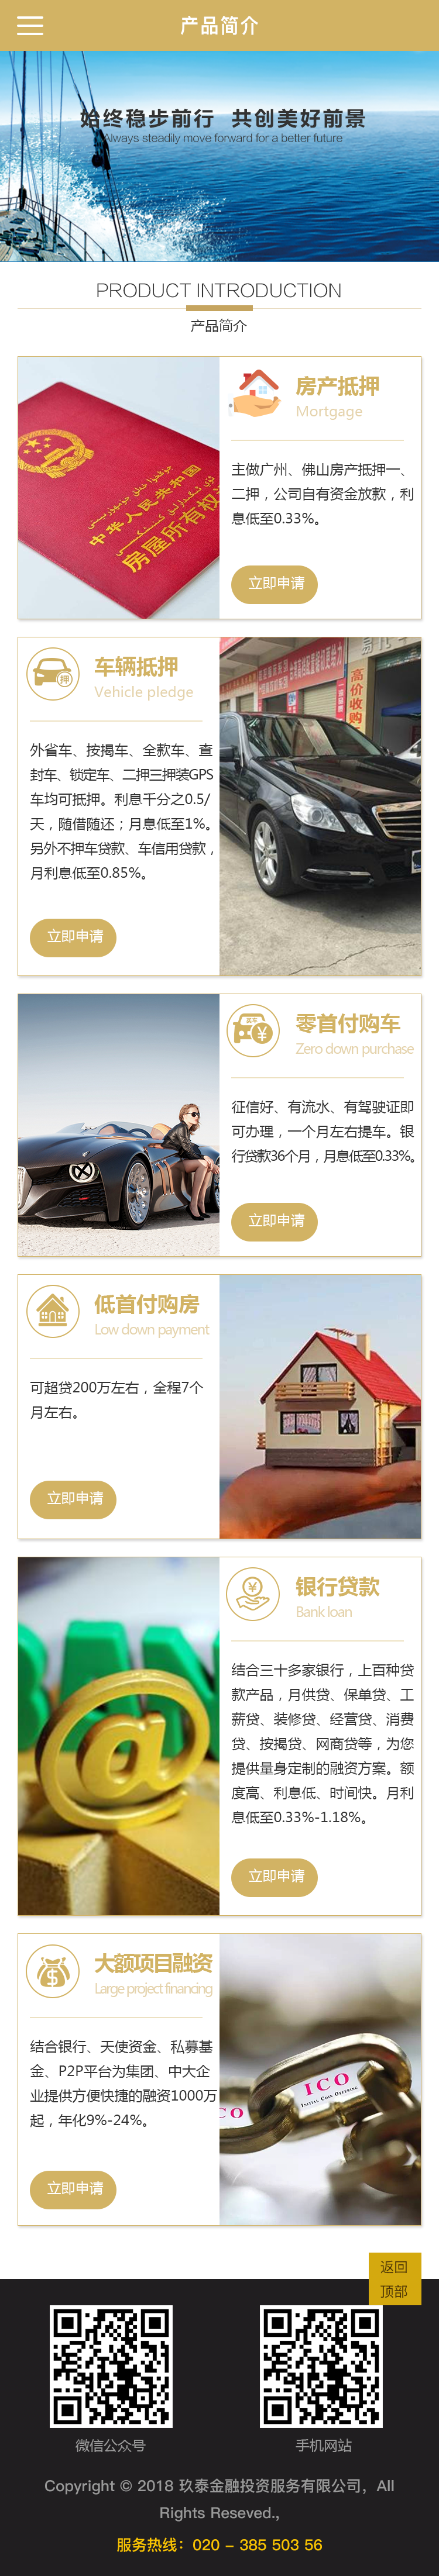 产品简介
始终稳步前行 共创美好前景
Always steadily move forward for a better future
PRODUCT INTRODUCTION
产品简介
中华人民共和国
房屋所有权
房产抵押
Mortgage
主做广州、佛山房产抵押一、
二押，公司自有资金放款，利
息低至0.33%。
立即申请
押
车辆抵押
Vehicle pledge
外省车、按揭车、全款车、查
封车、锁定车、二押三押装GPS
车均可抵押。利息千分之0.5/
天，随借随还；月息低至1%。
另外不押车贷款、车信用贷款，
月利息低至0.85%。
立即申请
高价收购
零首付购车
Zero down purchase
征信好、有流水、有驾驶证即
可办理，一个月左右提车。银
行贷款36个月，月息低至0.33%。
立即申请
低首付购房
Low down payment
可超贷200万左右，全程7个
月左右。
立即申请
@
银行贷款
Bank loan
结合三十多家银行，上百种贷
款产品，月供贷、保单贷、工
薪贷、装修贷、经营贷、消费
贷、按揭贷、网商贷等，为您
提供量身定制的融资方案。额
度高、利息低、时间快。月利
息低至0.33%-1.18%。
立即申请
大额项目融资
Large project financing
结合银行、天使资金、私募基
金、P2P平台为集团、中大企
业提供方便快捷的融资1000万
起，年化9%-24%。
立即申请
CO
ICO
INITIAL COIN OFFERING
返回
顶部
微信公众号
手机网站
Copyright © 2018 玖泰金融投资服务有限公司，All
Rights Reseved.,
服务热线：020 - 385 503 56